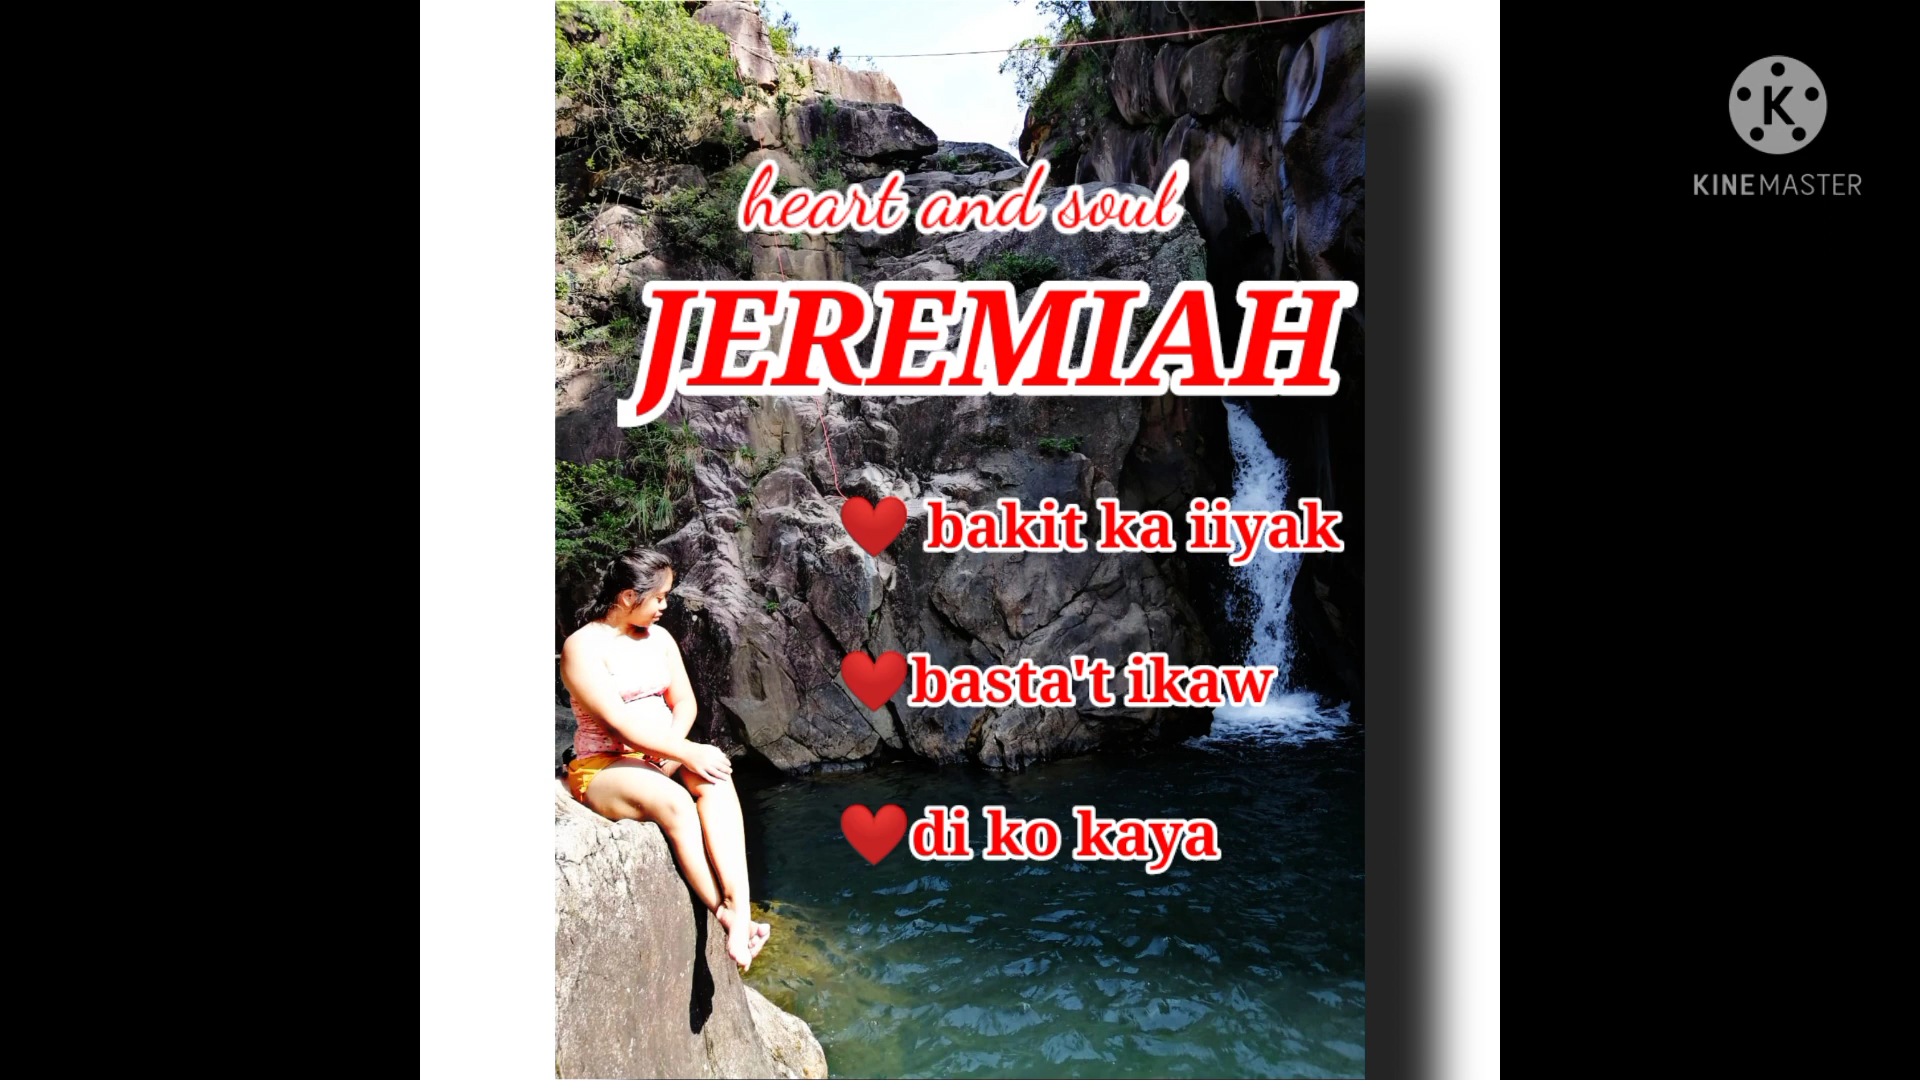 heart and soul
JEREMIAH
❤ bakit ka iiyak
❤basta't ikaw
❤di ko kaya
K
KINEMASTER